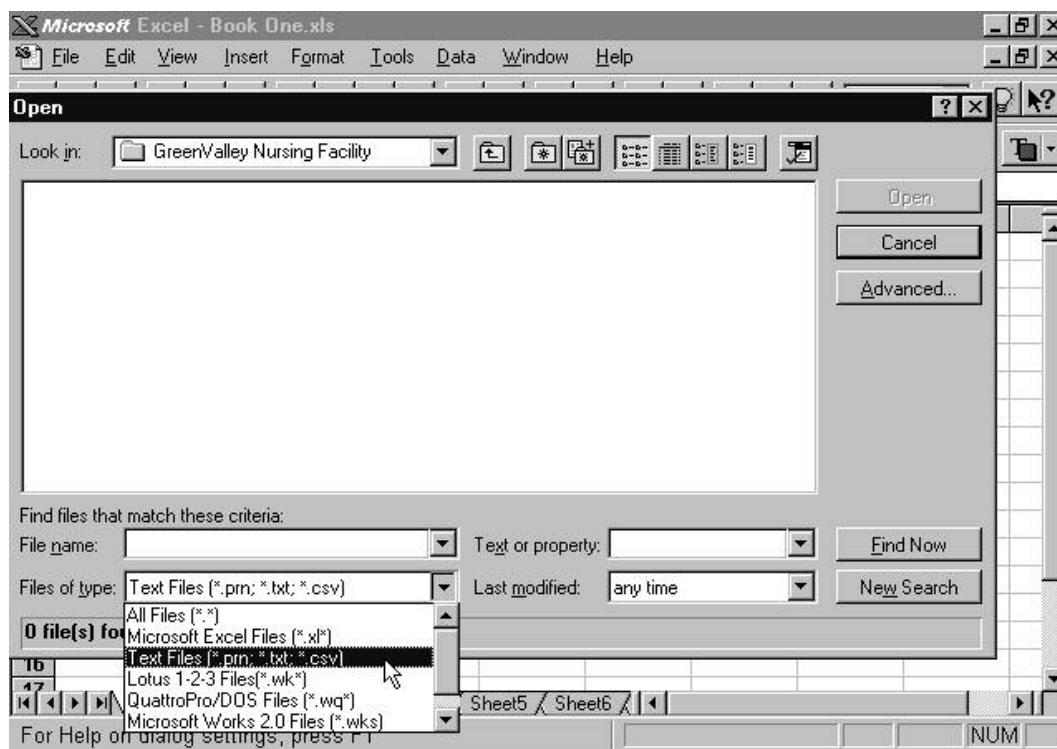 Microsoft Excel - Book One.xls
File Edit View Insert Format Tools Data Window Help
Open
Look in: GreenValley Nursing Facility
Open
Cancel
Advanced...
Find files that match these criteria:
File name: Text or property: Find Now
Files of type: Text Files (*.prn; *.txt; *.csv) Last modified: any time New Search
All Files (*.*)
0 file(s) fou
Microsoft Excel Files (*.xl*)
Text Files (*.prn; *.txt; *.csv)
Lotus 1-2-3 Files(*.wk*)
QuattroPro/DOS Files (*.wq*)
Microsoft Works 2.0 Files (*.wks)
16
17
Sheet5 Sheet6
For Help on dialog settings, press F1 NUM